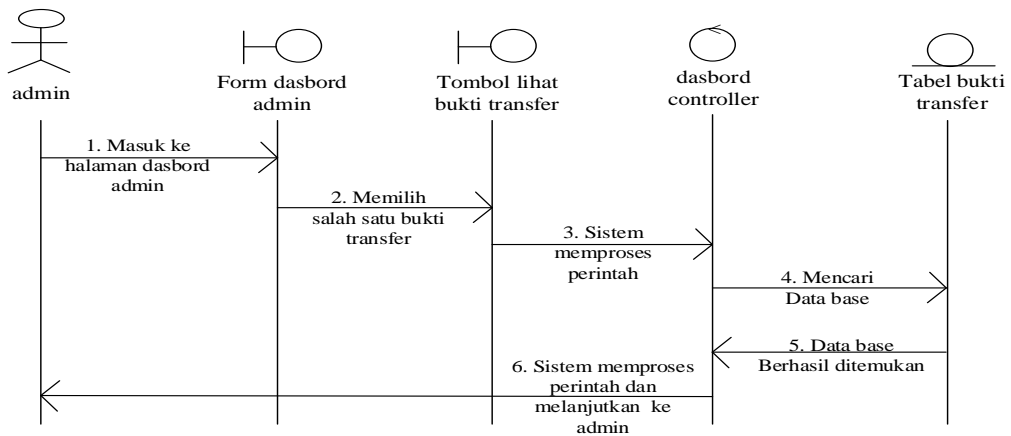 admin
Form dasbord
admin
Tombol lihat
bukti transfer
dasbord
controller
Tabel bukti
transfer
1. Masuk ke
halaman dasbord
admin
2. Memilih
salah satu bukti
transfer
3. Sistem
memproses
perintah
4. Mencari
Data base
5. Data base
Berhasil ditemukan
6. Sistem memproses
perintah dan
melanjutkan ke
admin